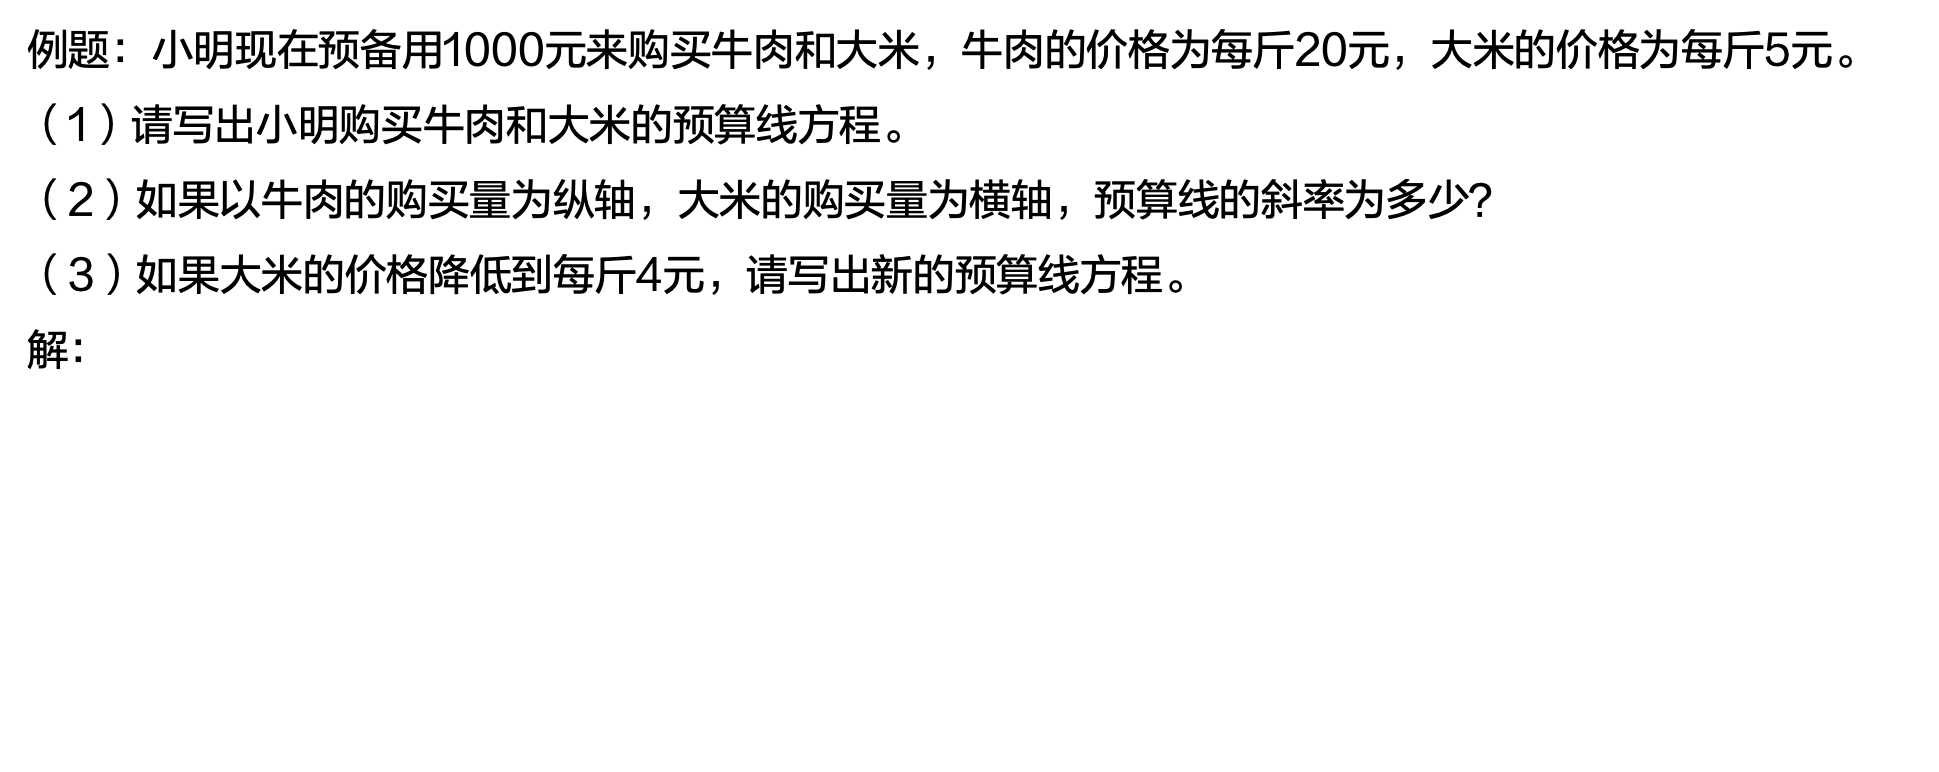 例题：小明现在预备用1000元来购买牛肉和大米，牛肉的价格为每斤20元，大米的价格为每斤5元。
（1）请写出小明购买牛肉和大米的预算线方程。
（2）如果以牛肉的购买量为纵轴，大米的购买量为横轴，预算线的斜率为多少?
（3）如果大米的价格降低到每斤4元，请写出新的预算线方程。
解：